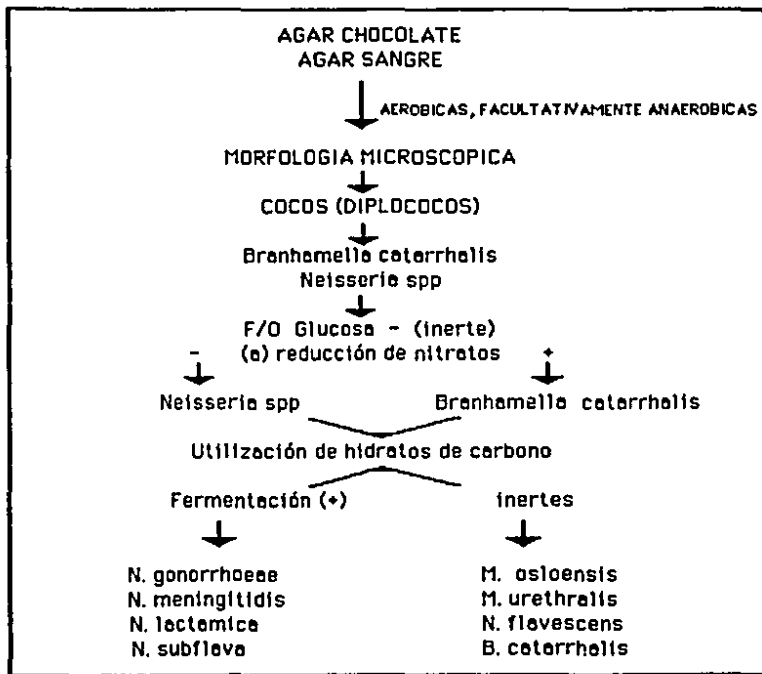 AGAR CHOCOLATE
AGAR SANGRE
AEROBICAS, FACULTATIVAMENTE ANAEROBICAS
MORFOLOGIA MICROSCOPICA
COCOS (DIPLOCOCOS)
Branhamella catarrhalis
Neisseria spp
F/O Glucosa - (inerte)
- (a) reducción de nitratos +
Neisseria spp Branhamella catarrhalis
Utilización de hidratos de carbono
Fermentación (+) inertes
N. gonorrhoeae M. osloensis
N. meningitidis M. urethralis
N. lactamica N. flavescens
N. subflava B. catarrhalis